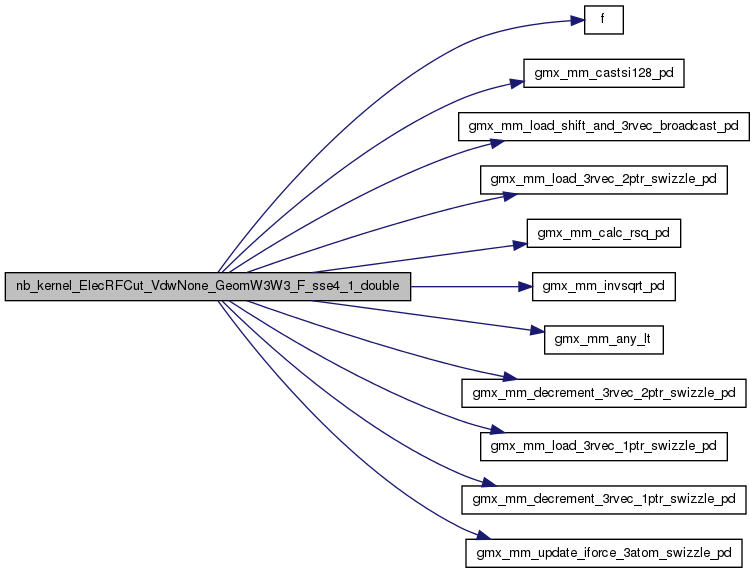 f
gmx_mm_castsi128_pd
gmx_mm_load_shift_and_3rvec_broadcast_pd
gmx_mm_load_3rvec_2ptr_swizzle_pd
gmx_mm_calc_rsq_pd
nb_kernel_ElecRFCut_VdwNone_GeomW3W3_F_sse4_1_double
gmx_mm_invsqrt_pd
gmx_mm_any_lt
gmx_mm_decrement_3rvec_2ptr_swizzle_pd
gmx_mm_load_3rvec_1ptr_swizzle_pd
gmx_mm_decrement_3rvec_1ptr_swizzle_pd
gmx_mm_update_iforce_3atom_swizzle_pd